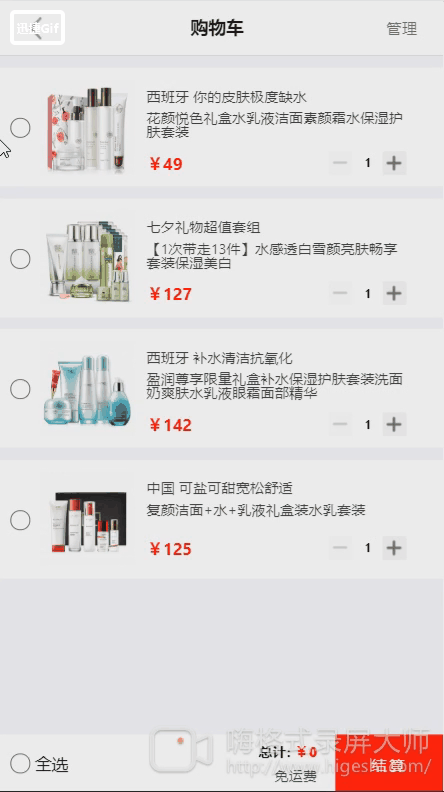 迅捷Gif
购物车
管理
西班牙 你的皮肤极度缺水
花颜悦色礼盒水乳液洁面素颜霜水保湿护
肤套装
￥49
1
七夕礼物超值套组
【1次带走13件】水感透白雪颜亮肤畅享
套装保湿美白
￥127
1
西班牙 补水清洁抗氧化
盈润尊享限量礼盒补水保湿护肤套装洗面
奶爽肤水乳液眼霜面部精华
￥142
1
中国 可盐可甜宽松舒适
复颜洁面+水+乳液礼盒装水乳套装
￥125
1
全选
总计: ￥0
免运费
结算
嗨格式录屏大师